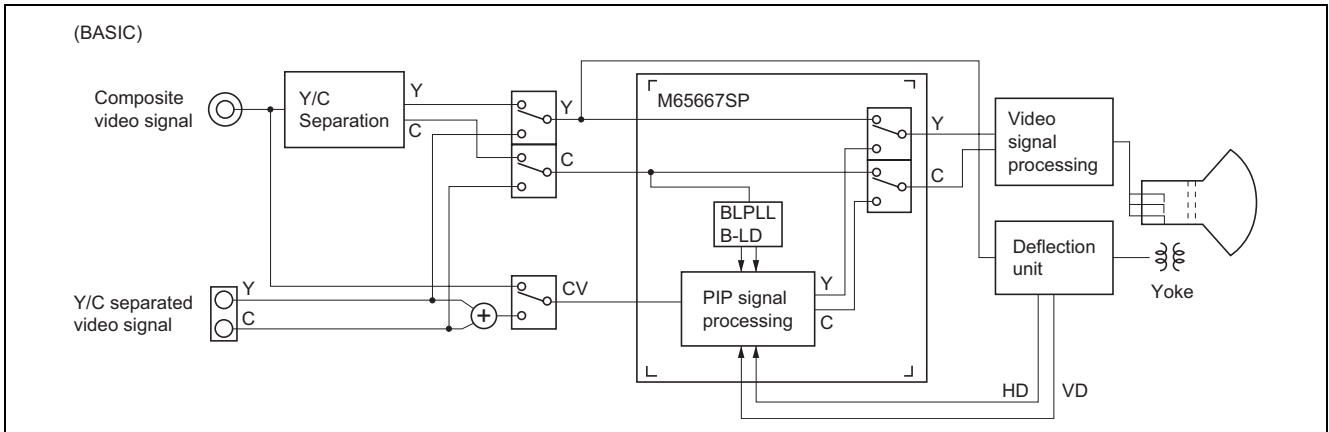 (BASIC)
Composite
video signal
Y/C
Separation
Y
C
Y
C
M65667SP
Y
C
Video
signal
processing
BLPLL
B-LD
Deflection
unit
Yoke
Y/C separated
video signal
Y
C
+
CV
PIP signal
processing
Y
C
HD
VD